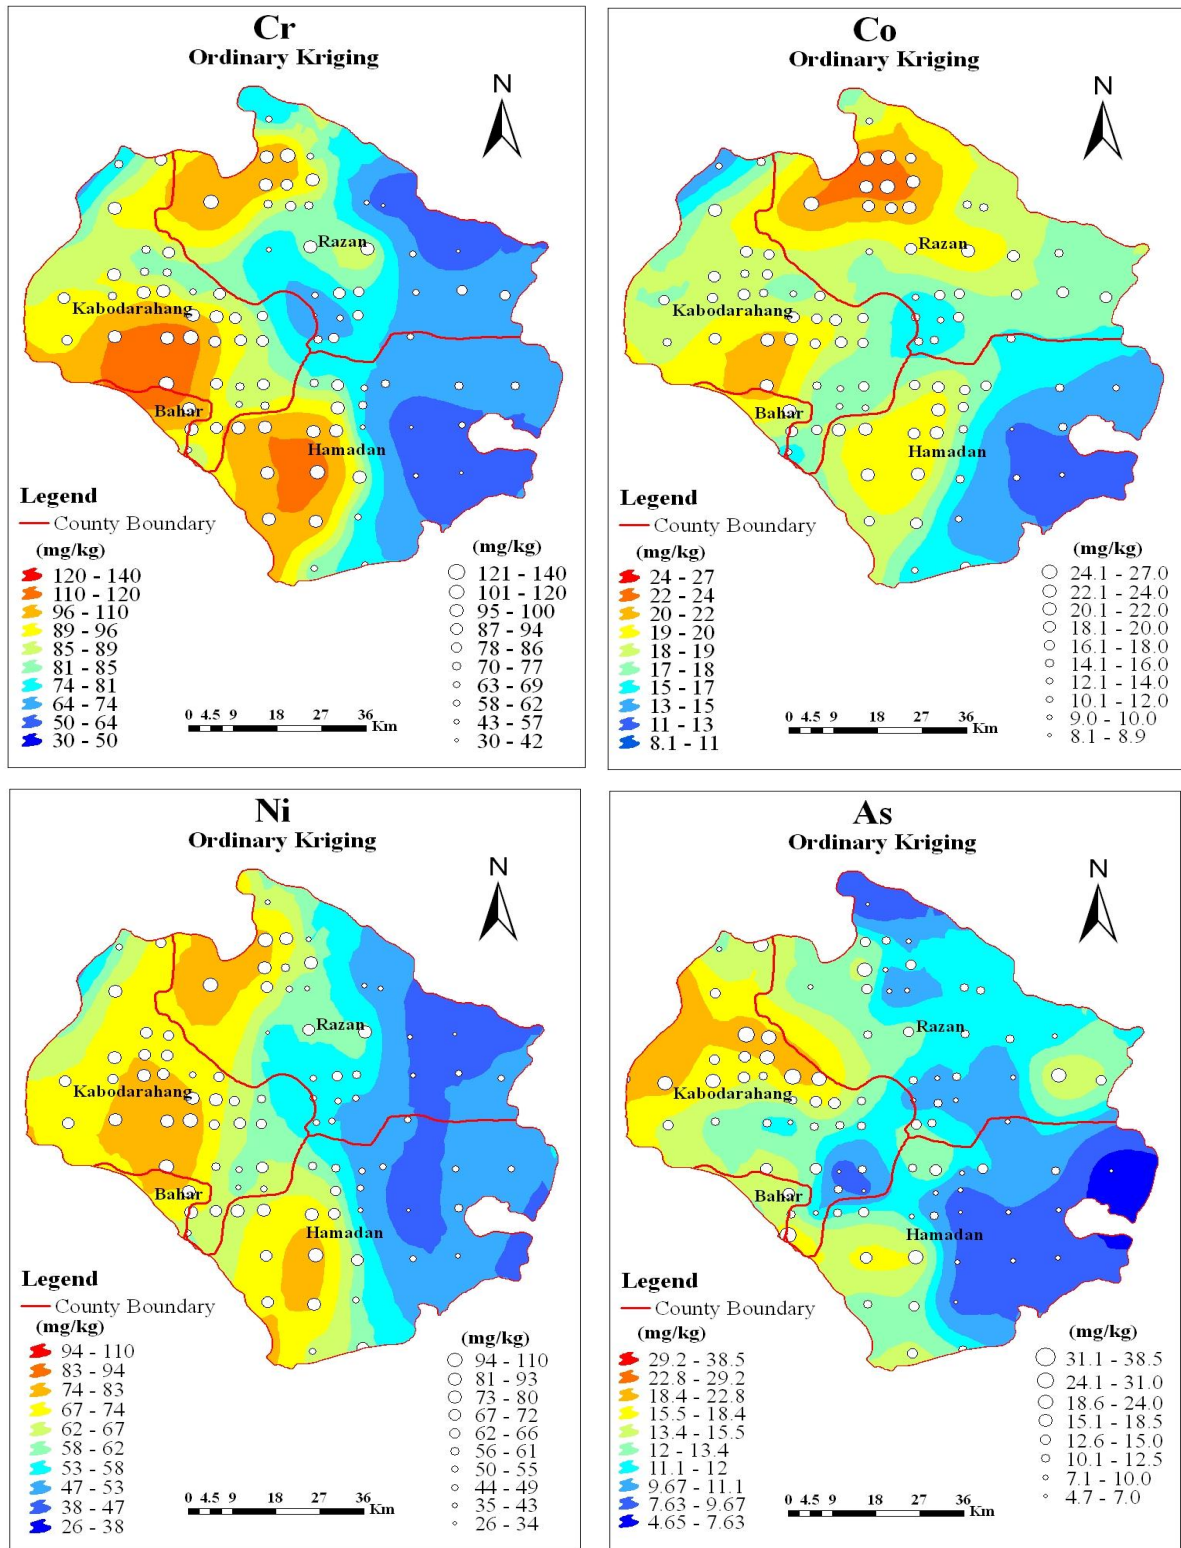 Cr
Ordinary Kriging
N
Razan
Kabodarahang
Bahar
Hamadan
Legend
County Boundary
(mg/kg)
120 - 140
110 - 120
96 - 110
89 - 96
85 - 89
81 - 85
74 - 81
64 - 74
50 - 64
30 - 50
(mg/kg)
121 - 140
101 - 120
95 - 100
87 - 94
78 - 86
70 - 77
63 - 69
58 - 62
43 - 57
30 - 42
0 4.5 9 18 27 36
Km
Co
Ordinary Kriging
N
Razan
Kabodarahang
Bahar
Hamadan
Legend
County Boundary
(mg/kg)
24 - 27
22 - 24
20 - 22
19 - 20
18 - 19
17 - 18
15 - 17
13 - 15
11 - 13
8.1 - 11
(mg/kg)
24.1 - 27.0
22.1 - 24.0
20.1 - 22.0
18.1 - 20.0
16.1 - 18.0
14.1 - 16.0
12.1 - 14.0
10.1 - 12.0
9.0 - 10.0
8.1 - 8.9
0 4.5 9 18 27 36
Km
Ni
Ordinary Kriging
N
Razan
Kabodarahang
Bahar
Hamadan
Legend
County Boundary
(mg/kg)
94 - 110
83 - 94
74 - 83
67 - 74
62 - 67
58 - 62
53 - 58
47 - 53
38 - 47
26 - 38
(mg/kg)
94 - 110
81 - 93
73 - 80
67 - 72
62 - 66
56 - 61
50 - 55
44 - 49
35 - 43
26 - 34
0 4.5 9 18 27 36
Km
As
Ordinary Kriging
N
Razan
Kabodarahang
Bahar
Hamadan
Legend
County Boundary
(mg/kg)
29.2 - 38.5
22.8 - 29.2
18.4 - 22.8
15.5 - 18.4
13.4 - 15.5
12 - 13.4
11.1 - 12
9.67 - 11.1
7.63 - 9.67
4.65 - 7.63
(mg/kg)
31.1 - 38.5
24.1 - 31.0
18.6 - 24.0
15.1 - 18.5
12.6 - 15.0
10.1 - 12.5
7.1 - 10.0
4.7 - 7.0
0 4.5 9 18 27 36
Km